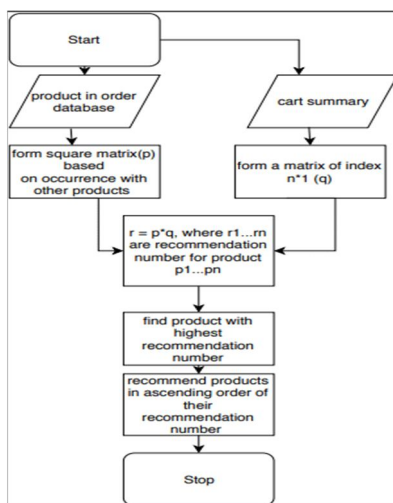 Start
product in order
database
cart summary
form square matrix(p)
based
on occurrence with
other products
form a matrix of index
n*1 (q)
r = p*q, where r1...rn
are recommendation
number for product
p1...pn
find product with
highest
recommendation
number
recommend products
in ascending order of
their
recommendation
number
Stop